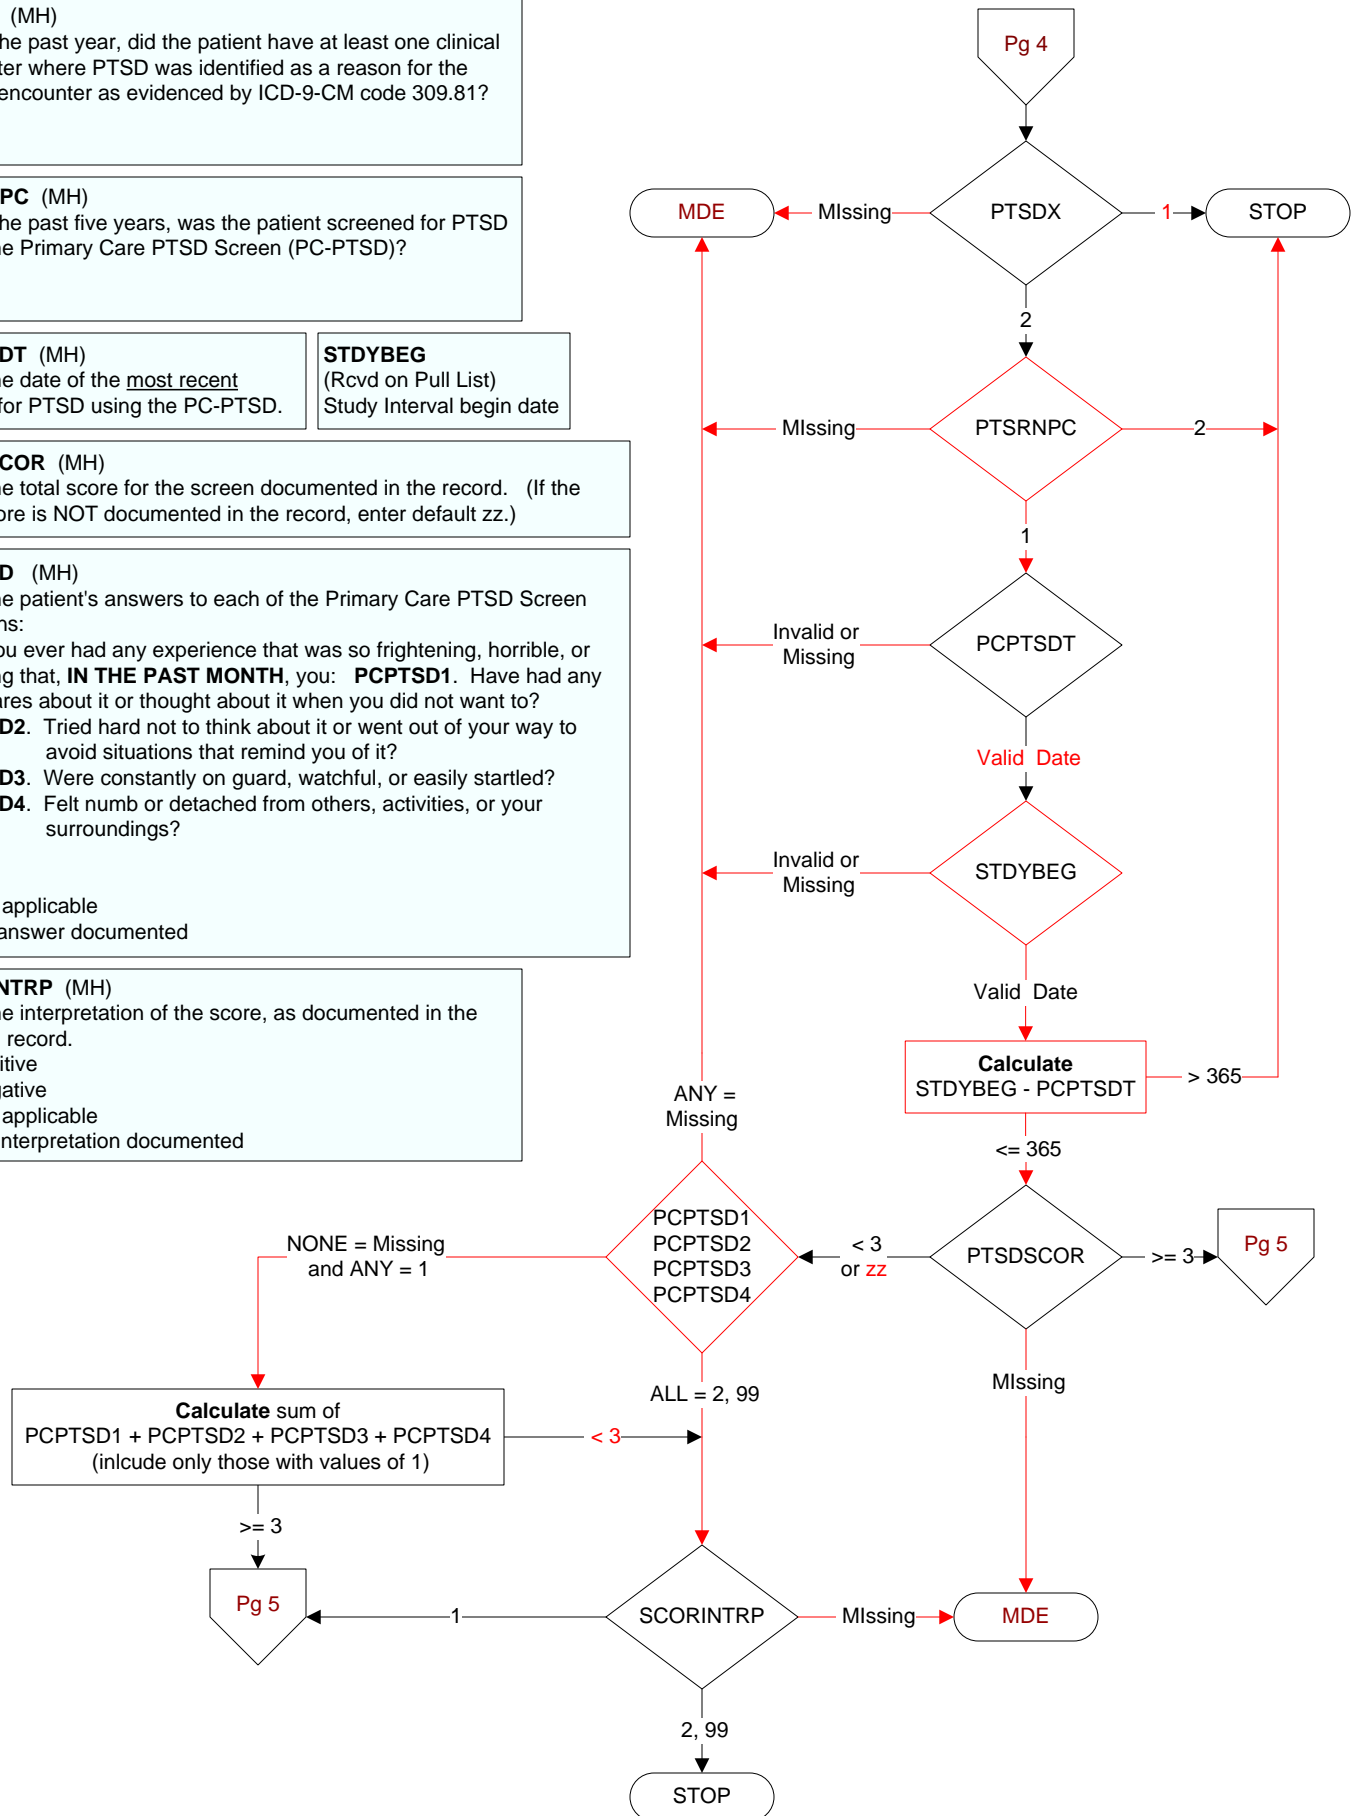 (MH)
he past year, did the patient have at least one clinical
ter where PTSD was identified as a reason for the
encounter as evidenced by ICD-9-CM code 309.81?
PC (MH)
he past five years, was the patient screened for PTSD
ne Primary Care PTSD Screen (PC-PTSD)?
DT (MH)
ne date of the most recent
for PTSD using the PC-PTSD.
STDYBEG
(Rcvd on Pull List)
Study Interval begin date
COR (MH)
ne total score for the screen documented in the record. (If the
ore is NOT documented in the record, enter default zz.)
D (MH)
ne patient's answers to each of the Primary Care PTSD Screen
ns:
ou ever had any experience that was so frightening, horrible, or
ng that, IN THE PAST MONTH, you: PCPTSD1. Have had any
ares about it or thought about it when you did not want to?
D2. Tried hard not to think about it or went out of your way to
avoid situations that remind you of it?
D3. Were constantly on guard, watchful, or easily startled?
D4. Felt numb or detached from others, activities, or your
surroundings?
applicable
answer documented
NTRP (MH)
ne interpretation of the score, as documented in the
record.
itive
gative
applicable
interpretation documented
Pg 4
PTSDX
MIssing
MDE
1
STOP
2
PTSRNPC
MIssing
2
1
PCPTSDT
Invalid or
Missing
Valid Date
STDYBEG
Invalid or
Missing
Valid Date
Calculate
STDYBEG - PCPTSDT
> 365
<= 365
PTSDSCOR
>= 3
Pg 5
< 3
or zz
MIssing
PCPTSD1
PCPTSD2
PCPTSD3
PCPTSD4
ANY =
Missing
NONE = Missing
and ANY = 1
ALL = 2, 99
Calculate sum of
PCPTSD1 + PCPTSD2 + PCPTSD3 + PCPTSD4
(inlcude only those with values of 1)
< 3
>= 3
Pg 5
SCORINTRP
1
MIssing
MDE
2, 99
STOP